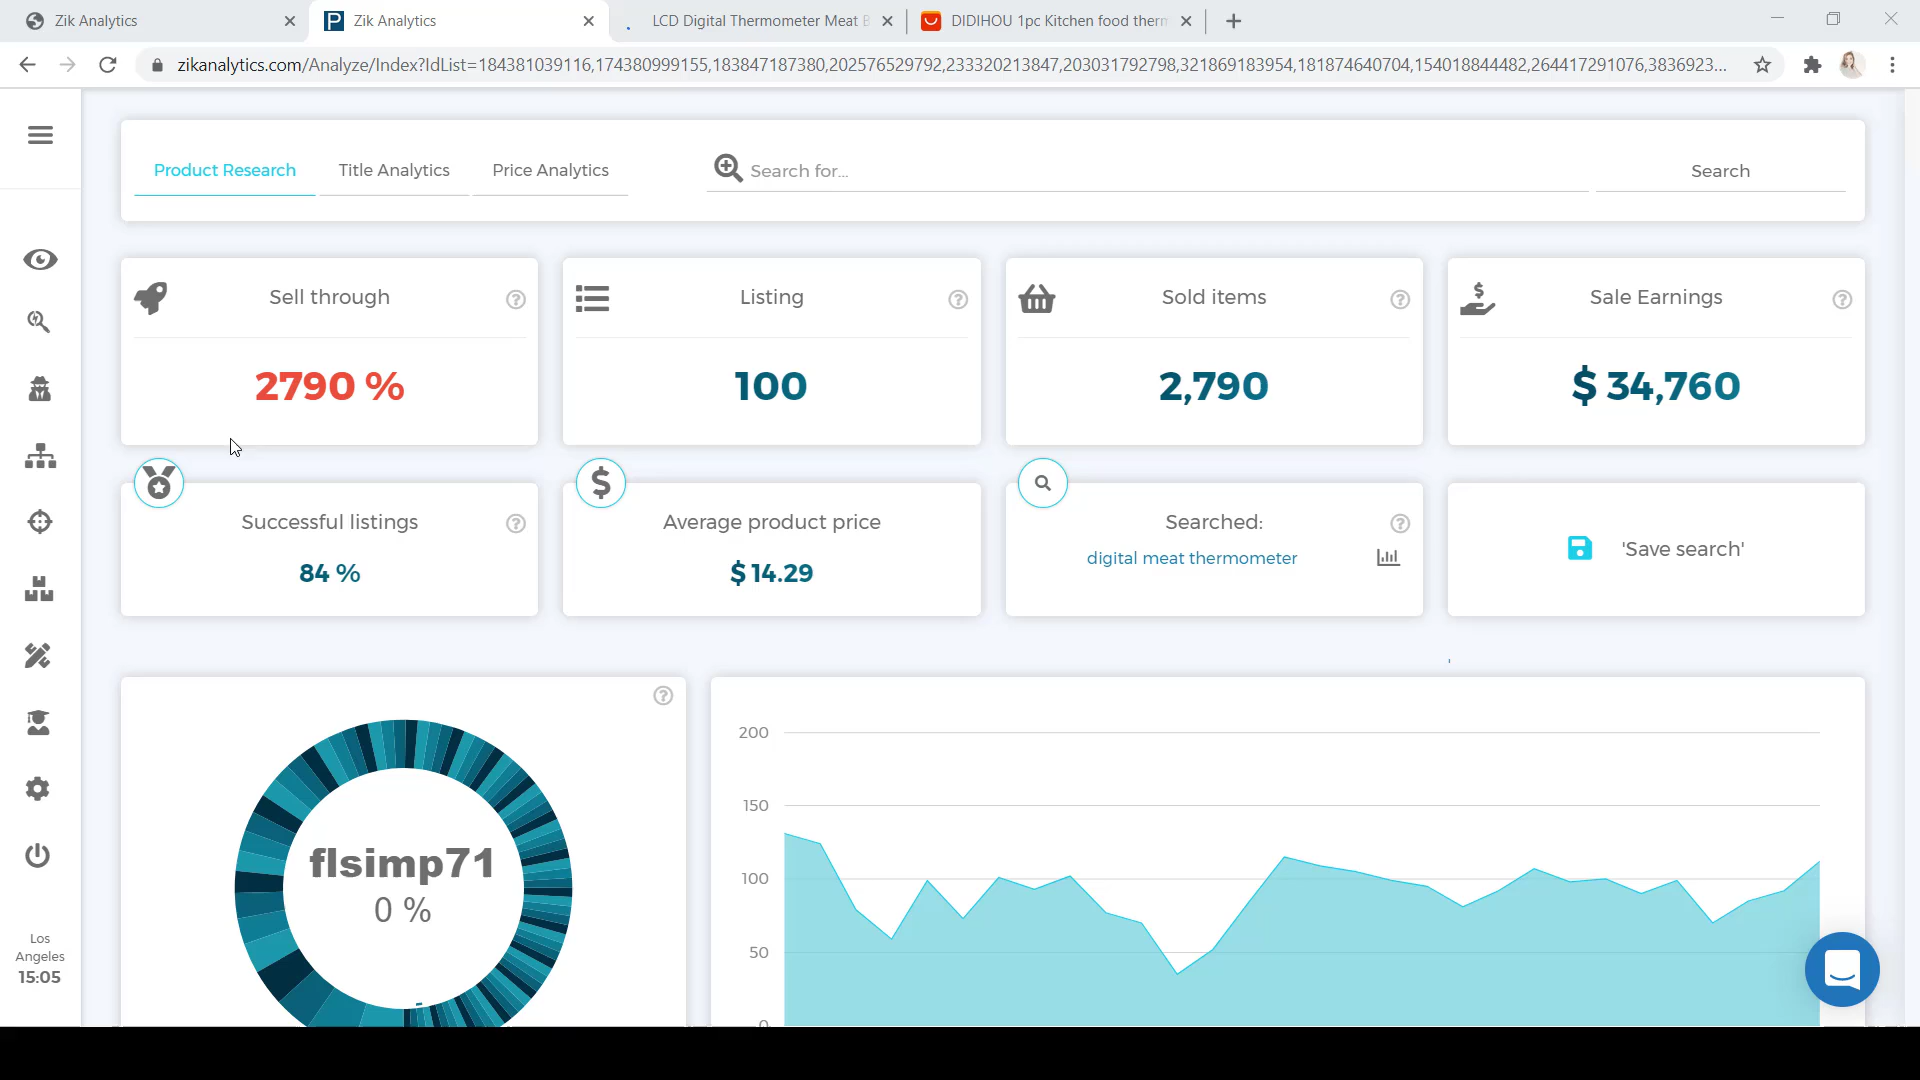 Zik Analytics
Zik Analytics
LCD Digital Thermometer Meat B
DIDIHOU 1pc Kitchen food therm
zikanalytics.com/Analyze/Index?IdList=184381039116,174380999155,183847187380,202576529792,233320213847,203031792798,321869183954,181874640704,154018844482,264417291076,3836923...
Product Research
Title Analytics
Price Analytics
Search for...
Search
Sell through
Listing
Sold items
Sale Earnings
2790 %
100
2,790
$ 34,760
Successful listings
Average product price
Searched:
'Save search'
84 %
$ 14.29
digital meat thermometer
200
150
100
50
0
flsimp71
0 %
Los
Angeles
15:05